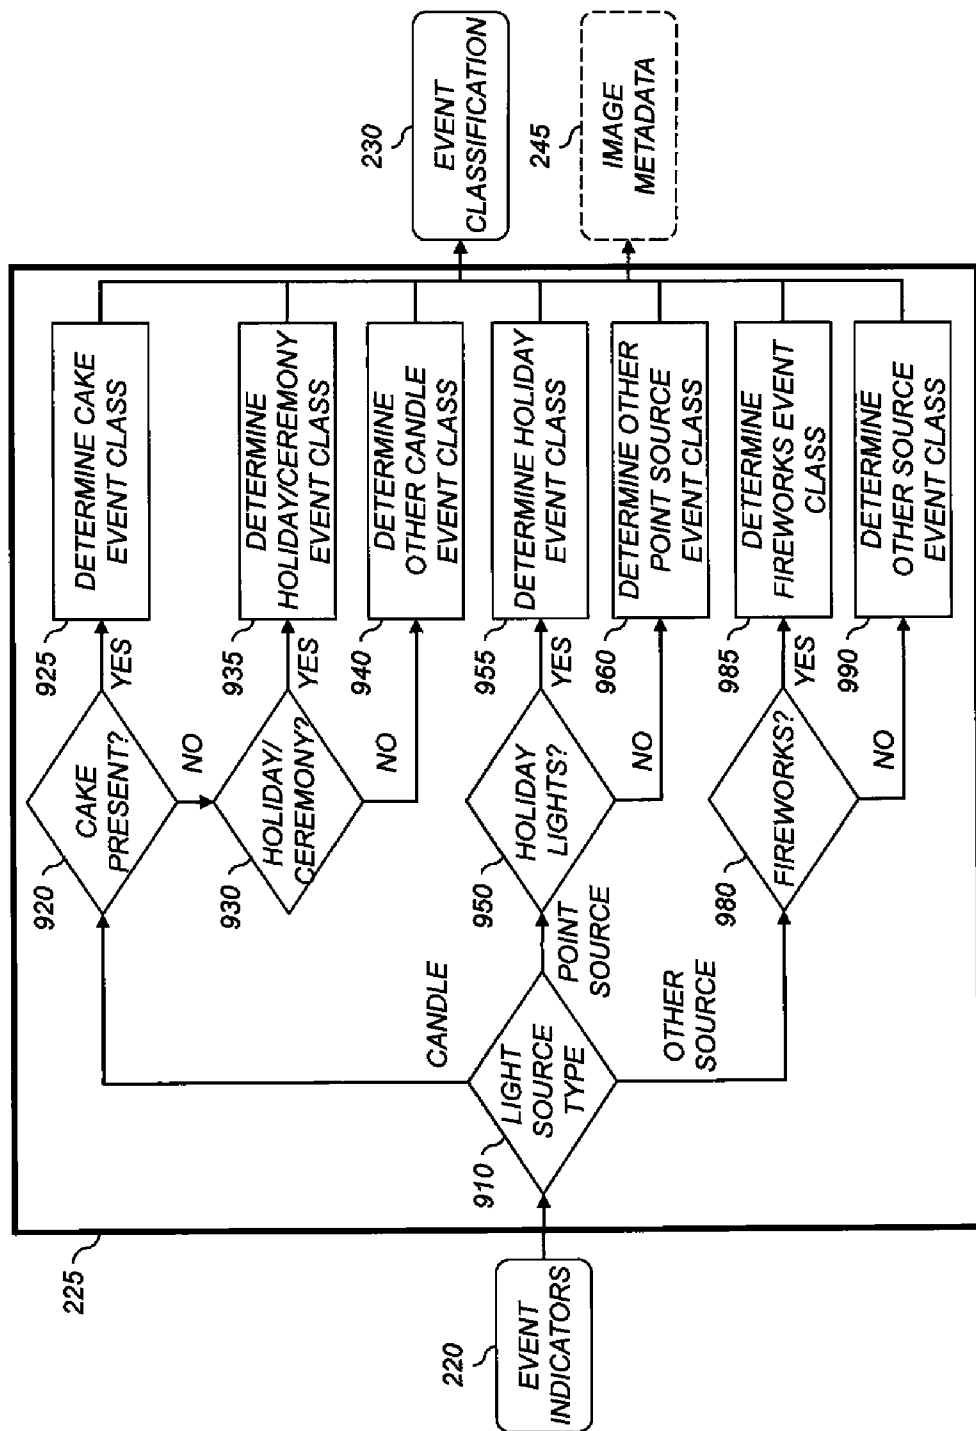 225
220
EVENT
INDICATORS
910
LIGHT
SOURCE
TYPE
CANDLE
POINT
SOURCE
OTHER
SOURCE
920
CAKE
PRESENT?
YES
NO
925
DETERMINE CAKE
EVENT CLASS
930
HOLIDAY/
CEREMONY?
YES
NO
935
DETERMINE
HOLIDAY/CEREMONY
EVENT CLASS
940
DETERMINE
OTHER CANDLE
EVENT CLASS
950
HOLIDAY
LIGHTS?
YES
NO
955
DETERMINE HOLIDAY
EVENT CLASS
960
DETERMINE OTHER
POINT SOURCE
EVENT CLASS
980
FIREWORKS?
YES
NO
985
DETERMINE
FIREWORKS EVENT
CLASS
990
DETERMINE
OTHER SOURCE
EVENT CLASS
230
EVENT
CLASSIFICATION
245
IMAGE
METADATA